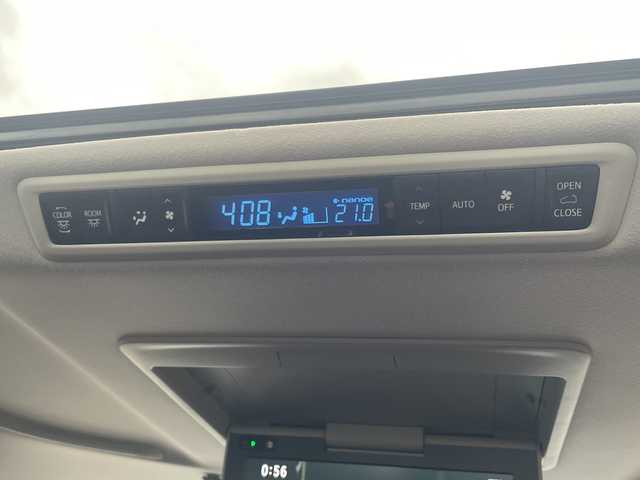 COLOR
ROOM
408
nanoe
21.0
TEMP
AUTO
OFF
OPEN
CLOSE
0:56